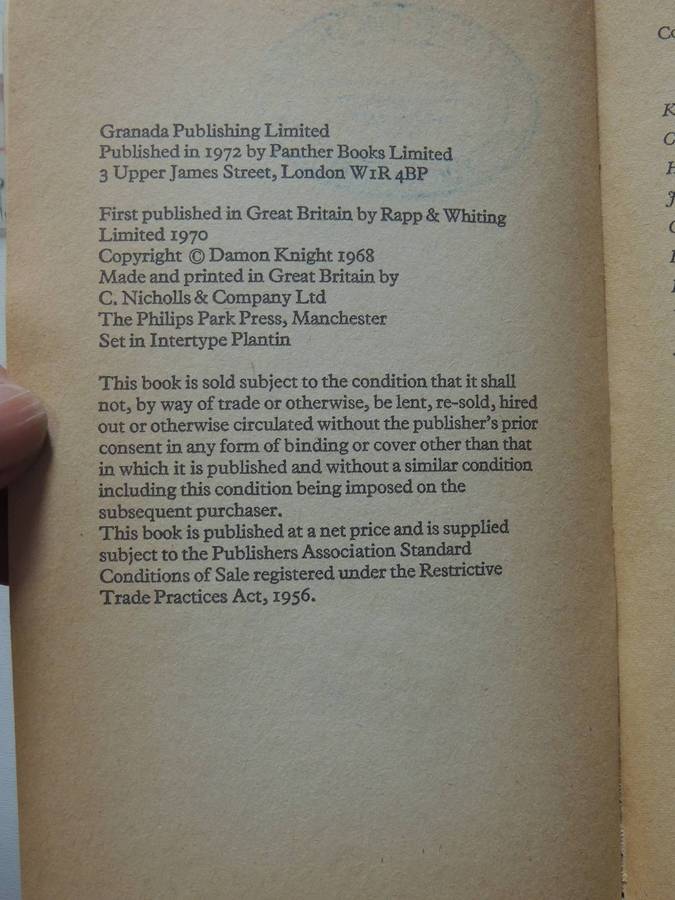 Granada Publishing Limited
Published in 1972 by Panther Books Limited
3 Upper James Street, London W1R 4BP
First published in Great Britain by Rapp & Whiting
Limited 1970
Copyright © Damon Knight 1968
Made and printed in Great Britain by
C. Nicholls & Company Ltd
The Philips Park Press, Manchester
Set in Intertype Plantin
This book is sold subject to the condition that it shall
not, by way of trade or otherwise, be lent, re-sold, hired
out or otherwise circulated without the publisher's prior
consent in any form of binding or cover other than that
in which it is published and without a similar condition
including this condition being imposed on the
subsequent purchaser.
This book is published at a net price and is supplied
subject to the Publishers Association Standard
Conditions of Sale registered under the Restrictive
Trade Practices Act, 1956.